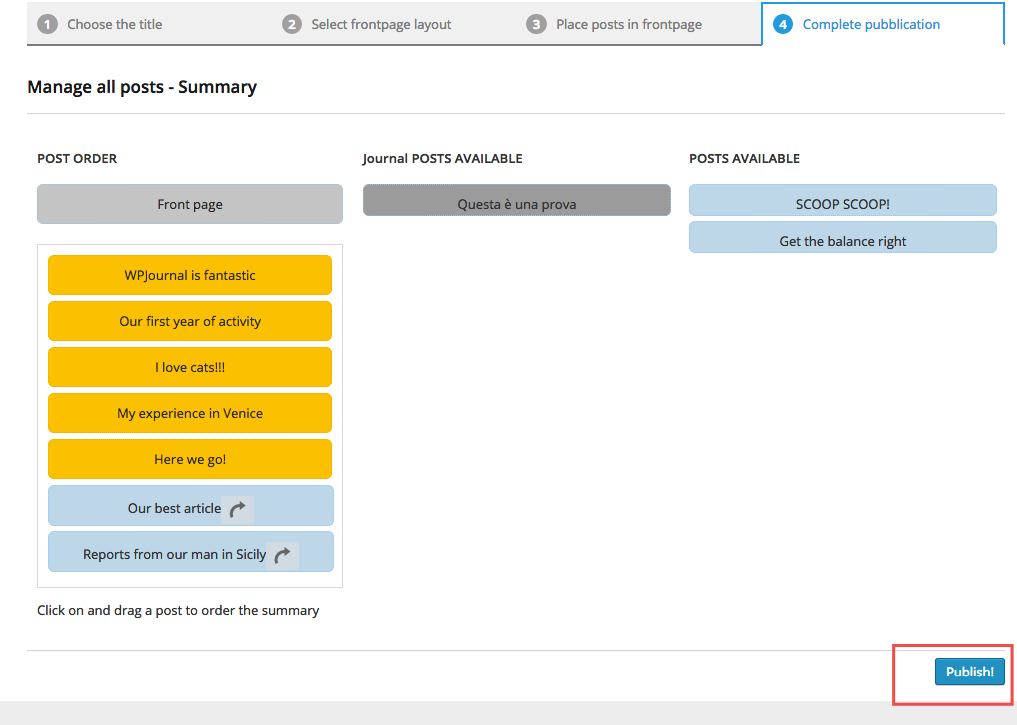 1 Choose the title
2 Select frontpage layout
3 Place posts in frontpage
4 Complete pubblication
Manage all posts - Summary
POST ORDER
Front page
WPJournal is fantastic
Our first year of activity
I love cats!!!
My experience in Venice
Here we go!
Our best article
Reports from our man in Sicily
Click on and drag a post to order the summary
Journal POSTS AVAILABLE
Questa è una prova
POSTS AVAILABLE
SCOOP SCOOP!
Get the balance right
Publish!